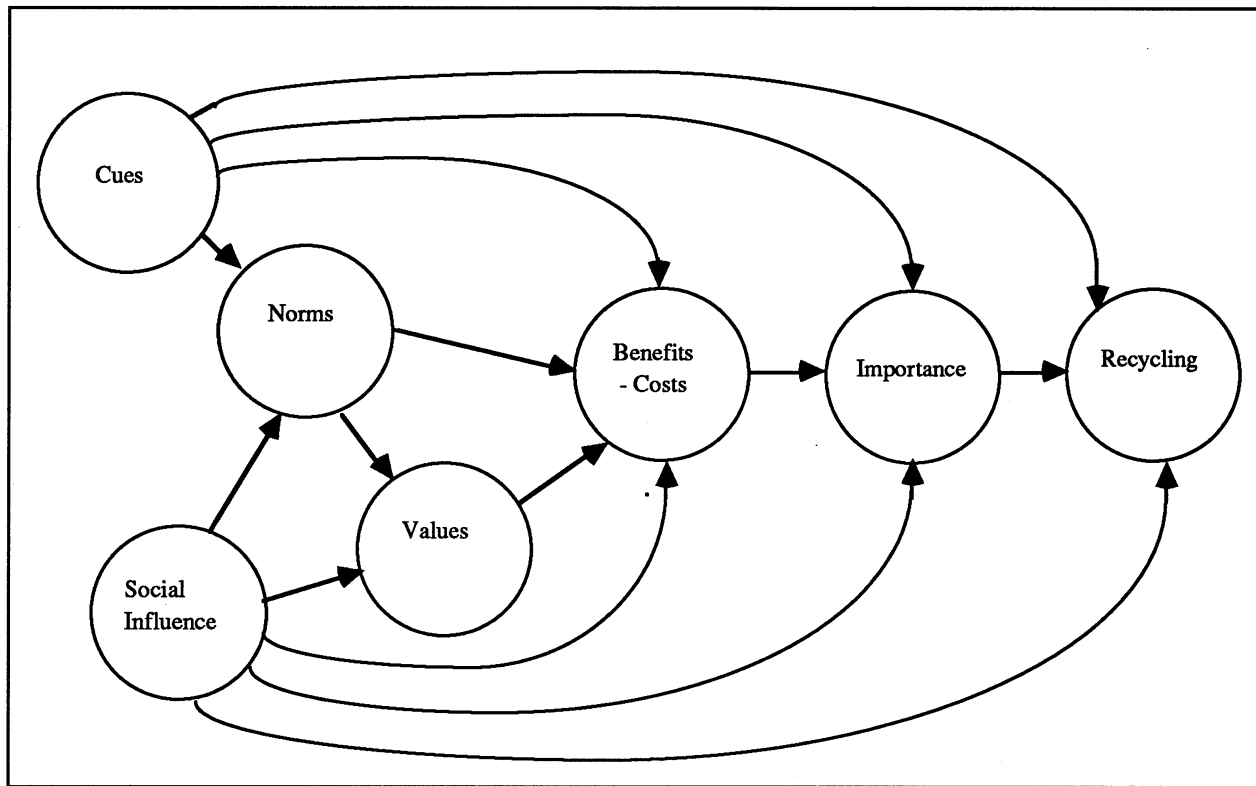 Cues
Norms
Benefits
- Costs
Importance
Recycling
Values
Social
Influence